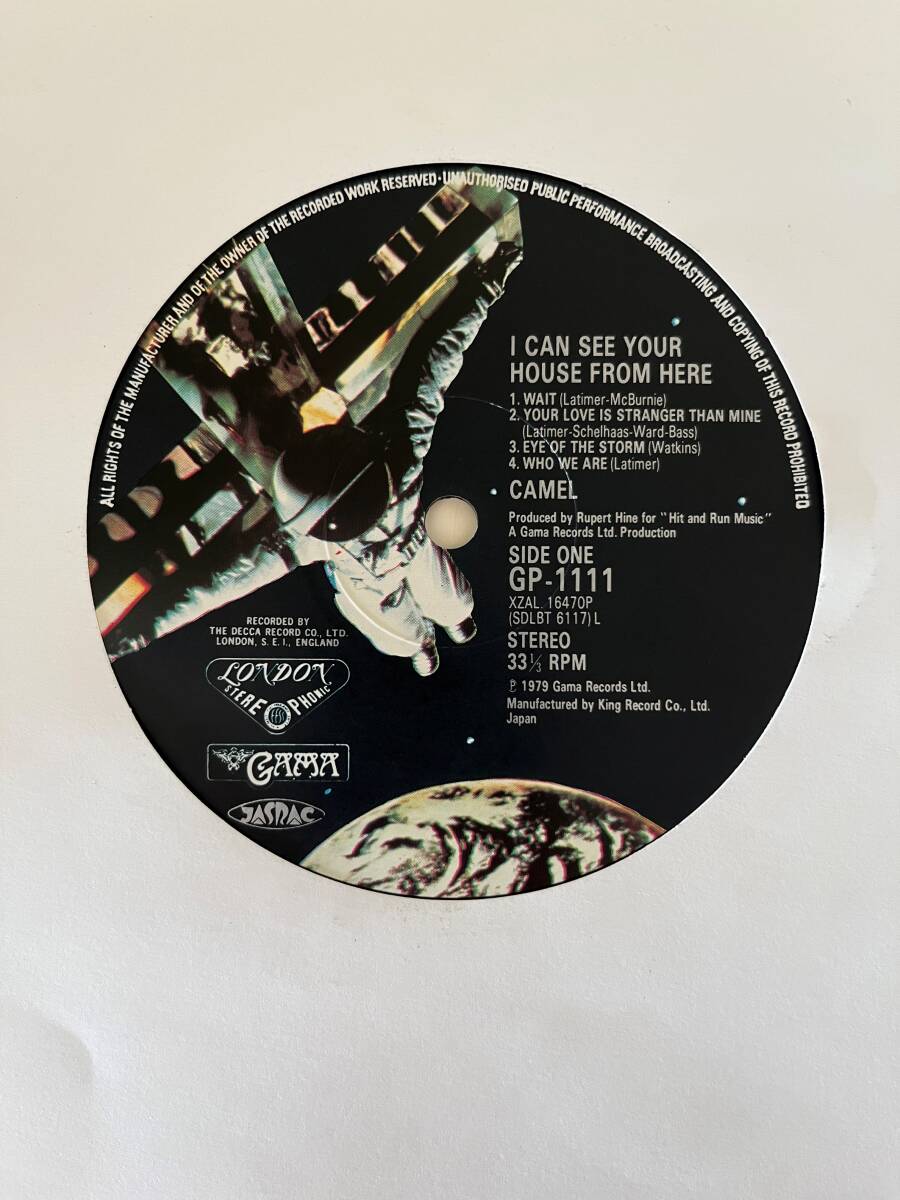 ALL RIGHTS OF THE MANUFACTURER AND OF THE OWNER OF THE RECORDED WORK RESERVED · UNAUTHORISED PUBLIC PERFORMANCE BROADCASTING AND COPYING OF THIS RECORD PROHIBITED
I CAN SEE YOUR
HOUSE FROM HERE
1. WAIT (Latimer-McBurnie)
2. YOUR LOVE IS STRANGER THAN MINE
(Latimer-Schelhaas-Ward-Bass)
3. EYE OF THE STORM (Watkins)
4. WHO WE ARE (Latimer)
CAMEL
Produced by Rupert Hine for "Hit and Run Music"
A Gama Records Ltd. Production
SIDE ONE
GP-1111
XZAL. 16470P
(SDLBT 6117) L
STEREO
33 1/3 RPM
℗ 1979 Gama Records Ltd.
Manufactured by King Record Co., Ltd.
Japan
RECORDED BY
THE DECCA RECORD CO., LTD.
LONDON, S. E. I., ENGLAND
LONDON
STEREOPHONIC
GAMA
JASRAC